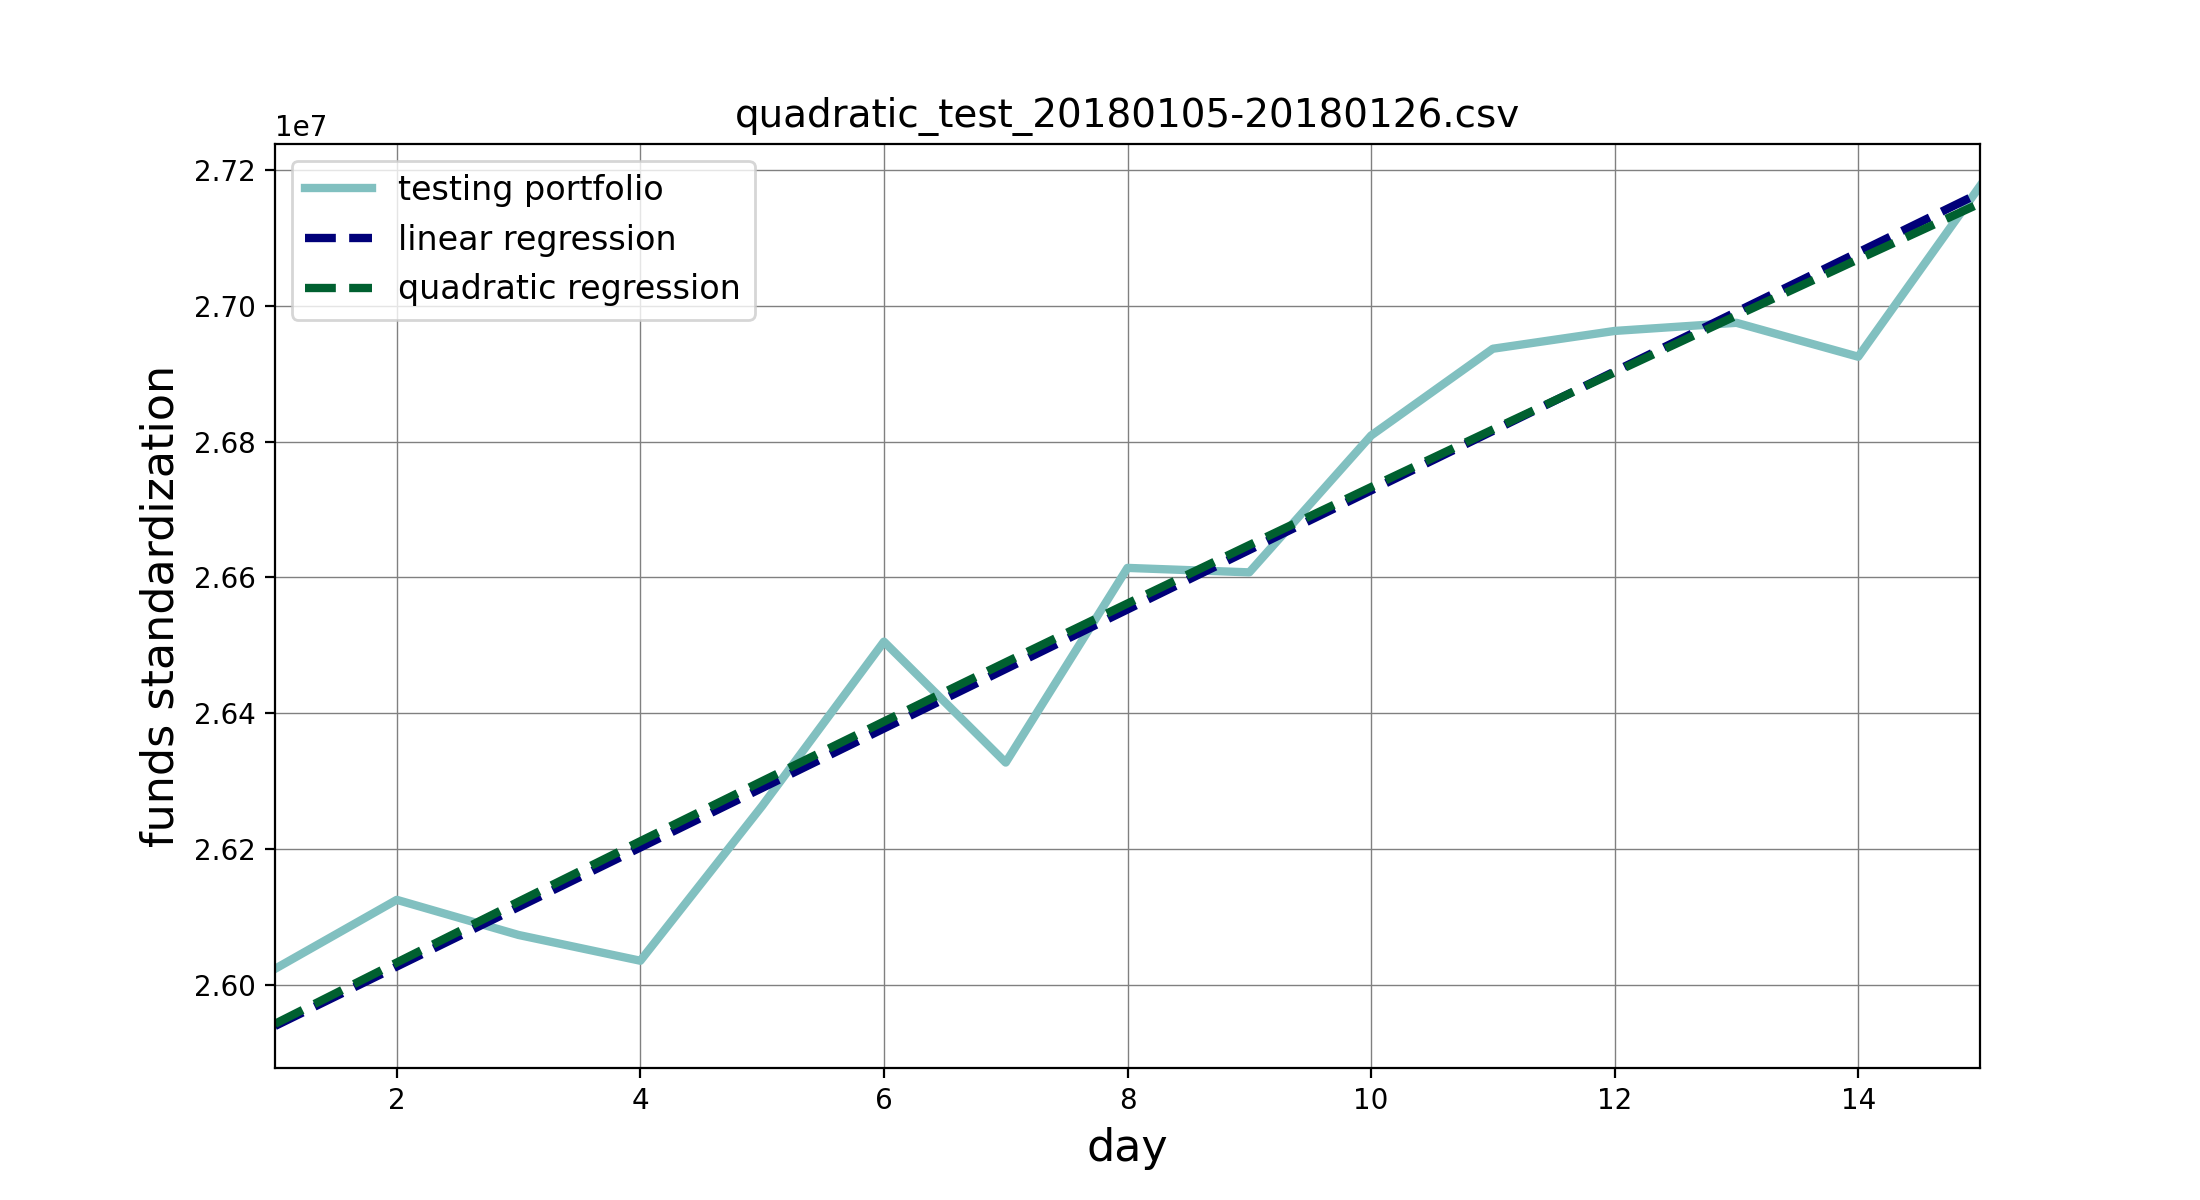 quadratic_test_20180105-20180126.csv
1e7
testing portfolio
linear regression
quadratic regression
2.72
2.70
2.68
2.66
2.64
2.62
2.60
funds standardization
2 4 6 8 10 12 14
day